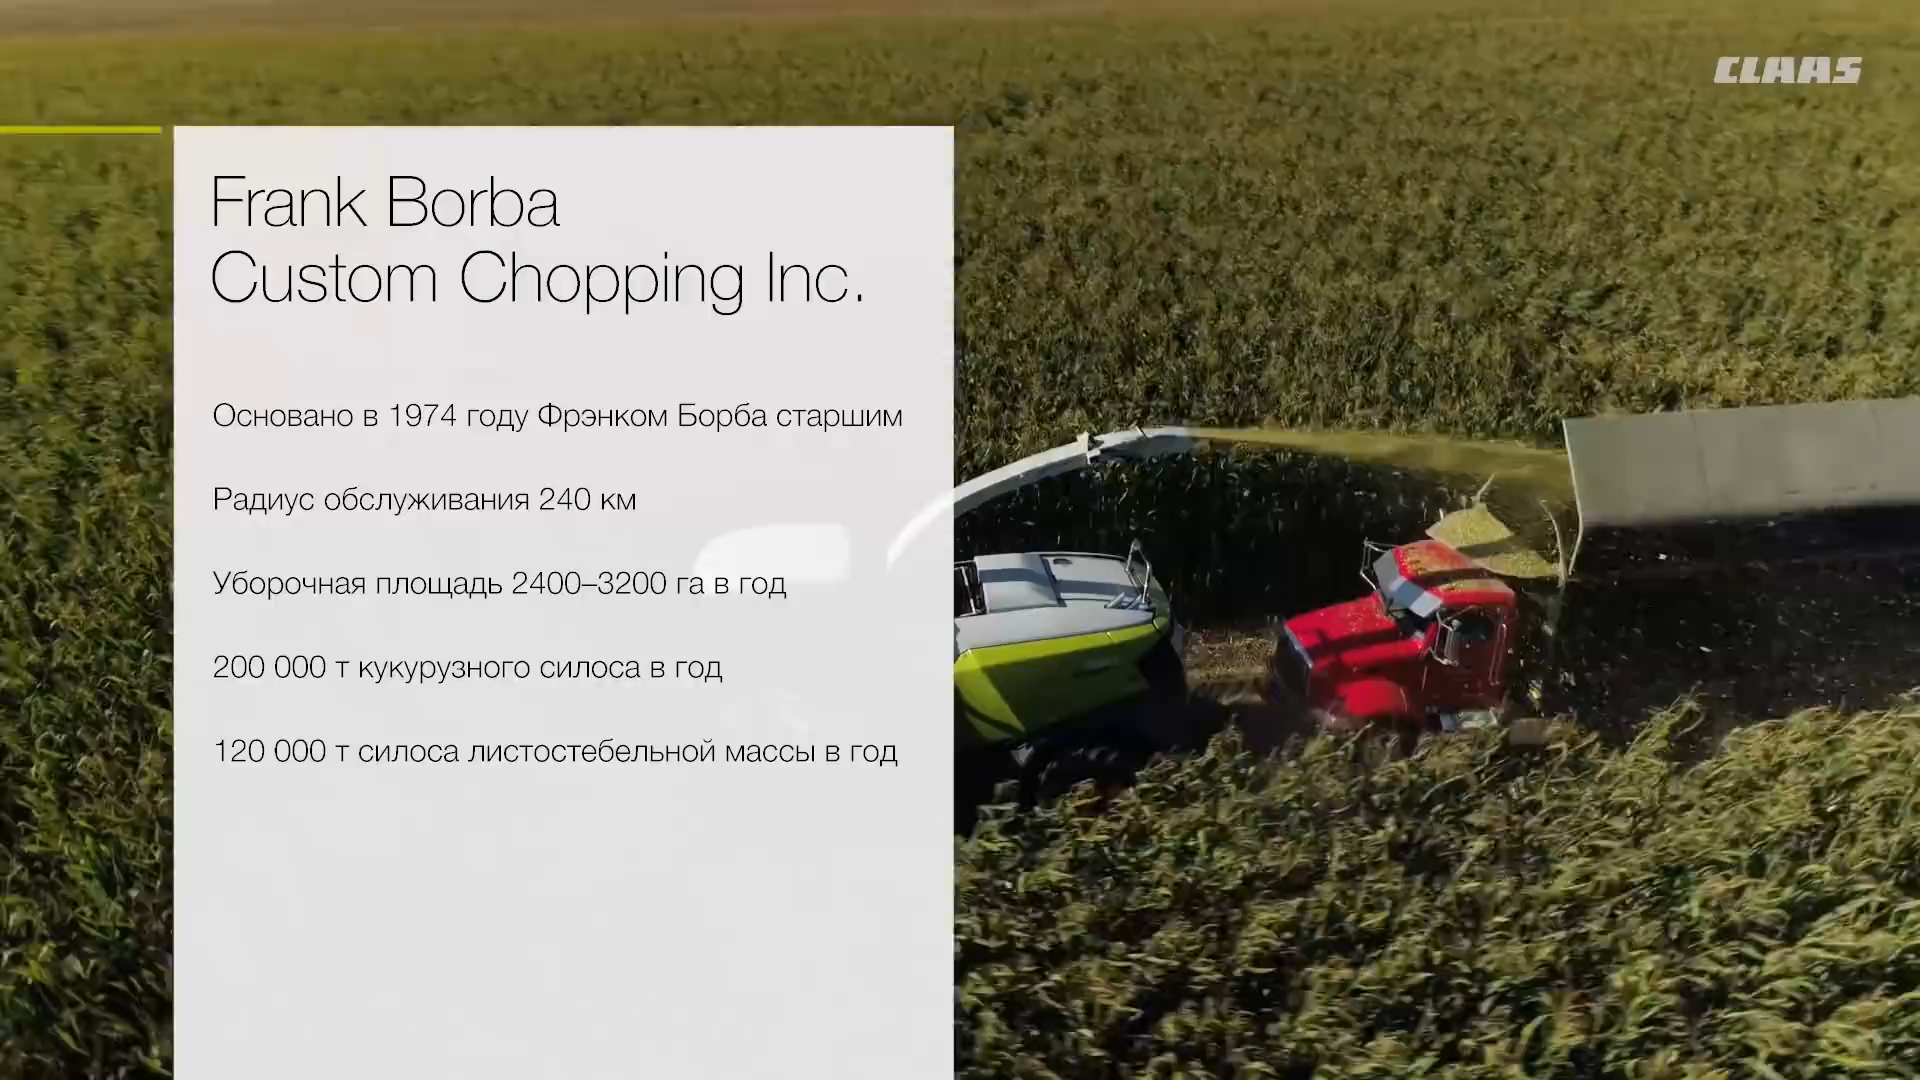 CLAAS
Frank Borba
Custom Chopping Inc.
Основано в 1974 году Фрэнком Борба старшим
Радиус обслуживания 240 км
Уборочная площадь 2400–3200 га в год
200 000 т кукурузного силоса в год
120 000 т силоса листостебельной массы в год